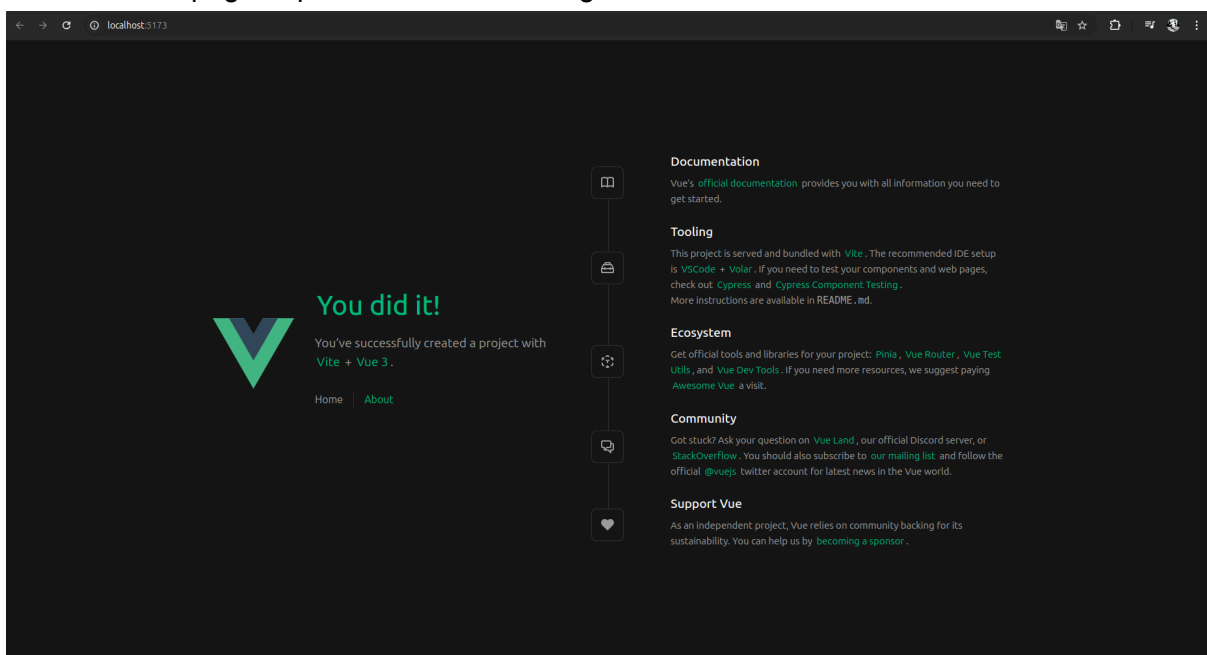 localhost:5173
You did it!
You've successfully created a project with
Vite + Vue 3.
Home
About
Documentation
Vue's official documentation provides you with all information you need to
get started.
Tooling
This project is served and bundled with Vite. The recommended IDE setup
is VSCode + Volar. If you need to test your components and web pages,
check out Cypress and Cypress Component Testing.
More instructions are available in README.md.
Ecosystem
Get official tools and libraries for your project: Pinia, Vue Router, Vue Test
Utils, and Vue Dev Tools. If you need more resources, we suggest paying
Awesome Vue a visit.
Community
Got stuck? Ask your question on Vue Land, our official Discord server, or
StackOverflow. You should also subscribe to our mailing list and follow the
official @vuejs twitter account for latest news in the Vue world.
Support Vue
As an independent project, Vue relies on community backing for its
sustainability. You can help us by becoming a sponsor.